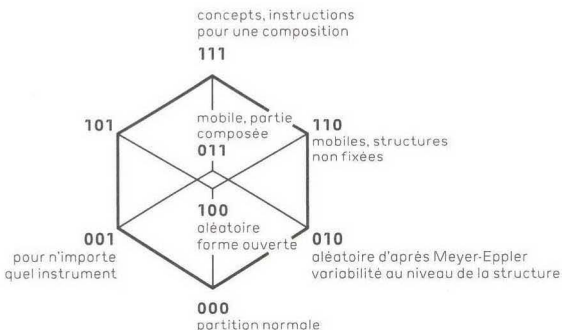 concepts, instructions
pour une composition
111
101
mobile, partie
composée
011
110
mobiles, structures
non fixées
100
aléatoire
forme ouverte
001
pour n'importe
quel instrument
010
aléatoire d'après Meyer-Eppler
variabilité au niveau de la structure
000
partition normale